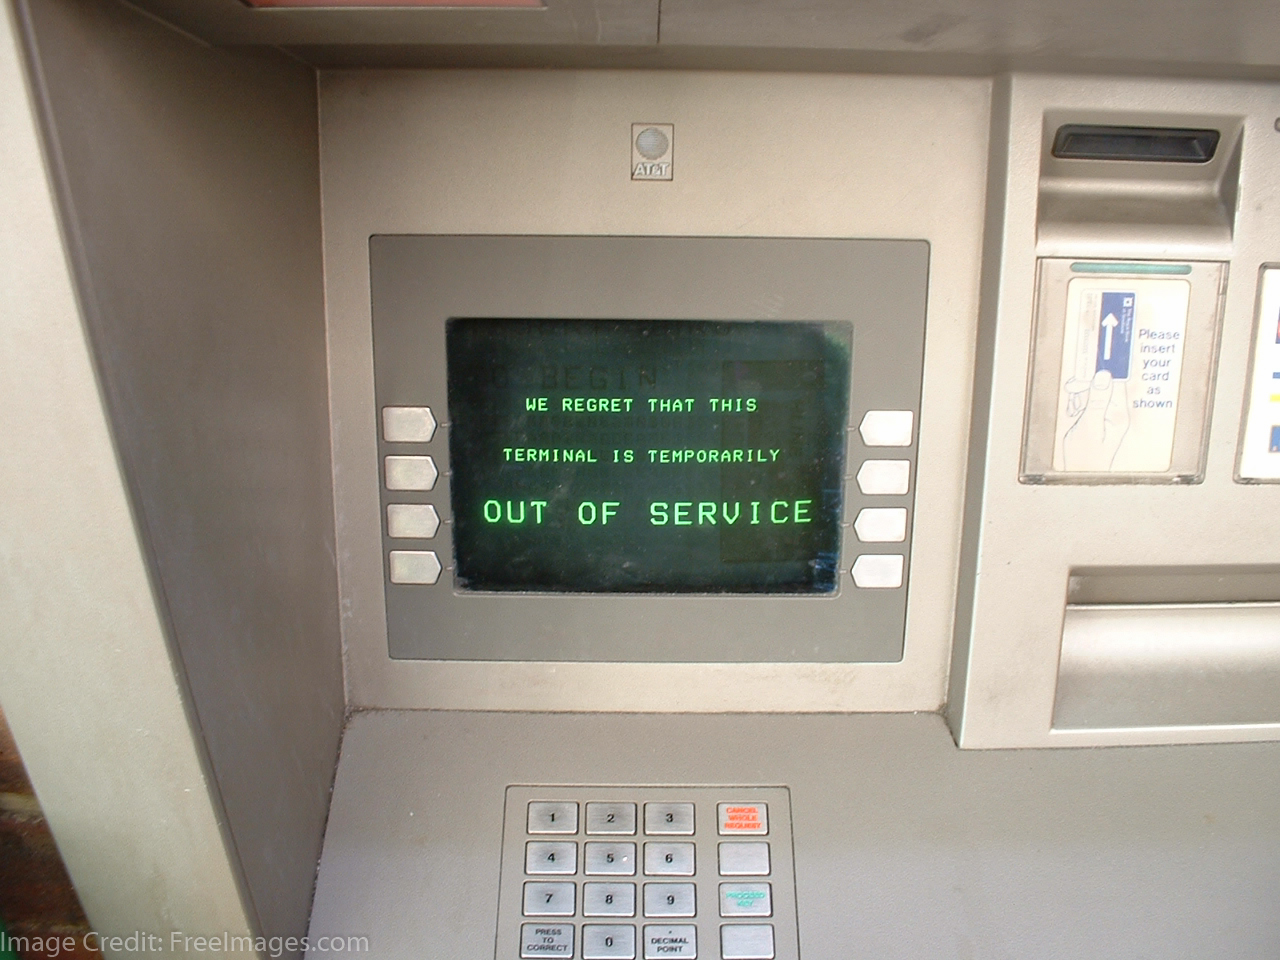 AT&T
BEGIN
WE REGRET THAT THIS
TERMINAL IS TEMPORARILY
OUT OF SERVICE
Please
insert
your
card
as
shown
1 2 3
CANCEL
WHOLE
REQUEST
4 5 6
7 8 9
PROCEED
KEY
PRESS
TO
CORRECT
0
DECIMAL
POINT
Image Credit: FreeImages.com